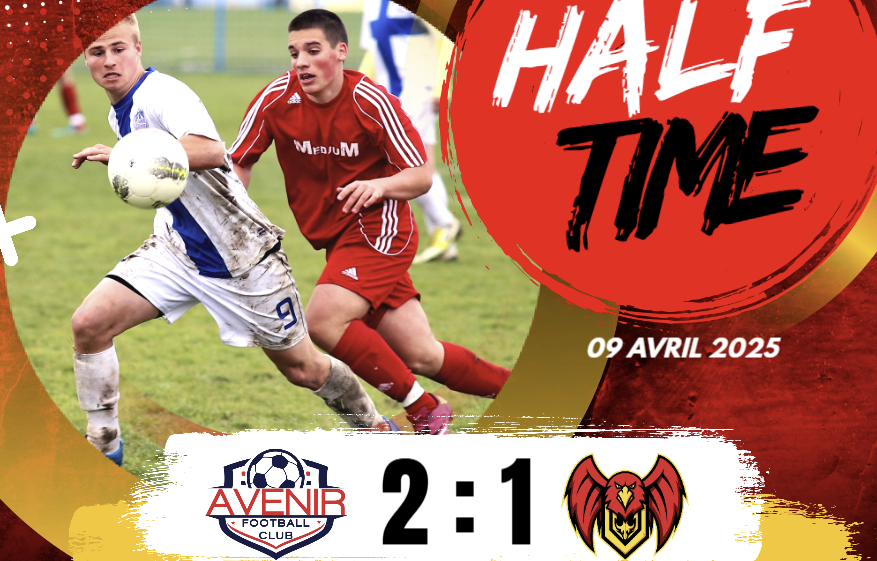 HALF
TIME
MEDIUM
9
09 AVRIL 2025
2 : 1
AVENIR
FOOTBALL
CLUB